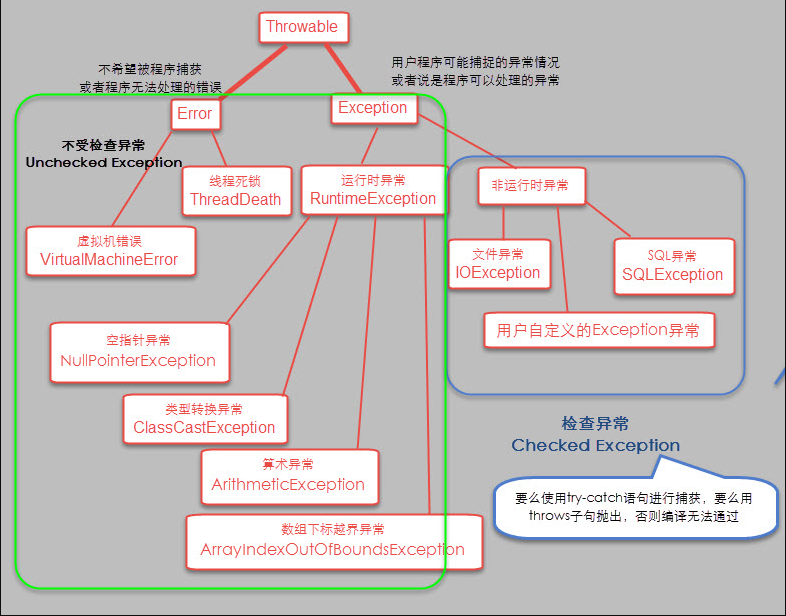 Throwable
不希望被程序捕获
或者程序无法处理的错误
用户程序可能捕捉的异常情况
或者说是程序可以处理的异常
Error
Exception
不受检查异常
Unchecked Exception
线程死锁
ThreadDeath
运行时异常
RuntimeException
非运行时异常
虚拟机错误
VirtualMachineError
文件异常
IOException
SQL异常
SQLException
空指针异常
NullPointerException
用户自定义的Exception异常
类型转换异常
ClassCastException
检查异常
Checked Exception
算术异常
ArithmeticException
要么使用try-catch语句进行捕获，要么用
throws子句抛出，否则编译无法通过
数组下标越界异常
ArrayIndexOutOfBoundsException